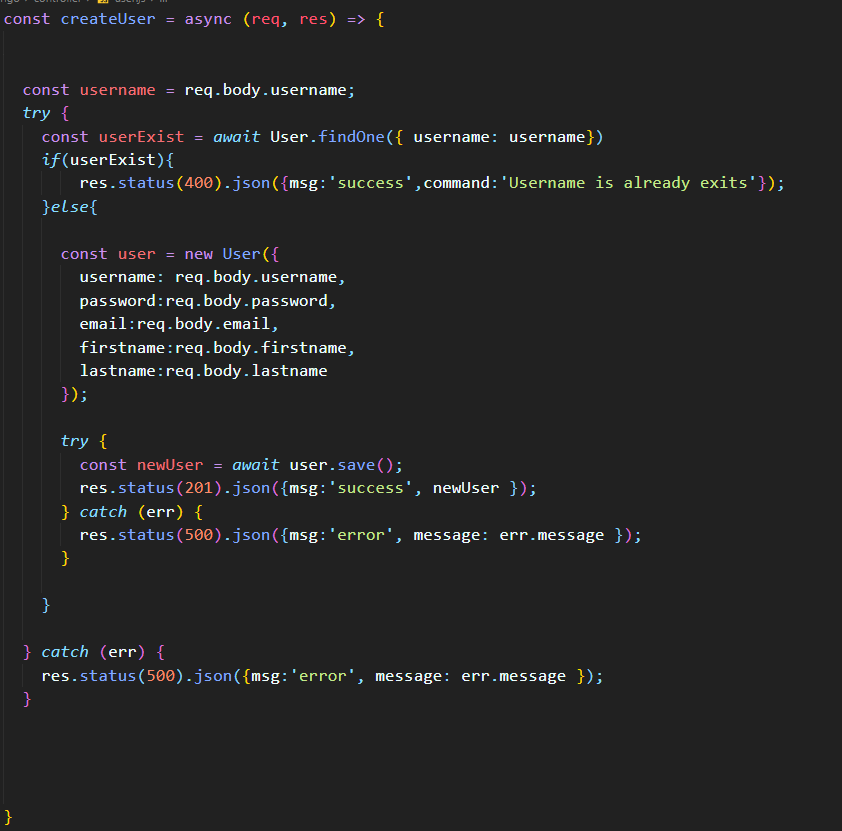 const createUser = async (req, res) => {
const username = req.body.username;
try {
const userExist = await User.findOne({ username: username})
if(userExist){
res.status(400).json({msg:'success',command:'Username is already exits'});
}else{
const user = new User({
username: req.body.username,
password:req.body.password,
email:req.body.email,
firstname:req.body.firstname,
lastname:req.body.lastname
});
try {
const newUser = await user.save();
res.status(201).json({msg:'success', newUser });
} catch (err) {
res.status(500).json({msg:'error', message: err.message });
}
}
} catch (err) {
res.status(500).json({msg:'error', message: err.message });
}
}